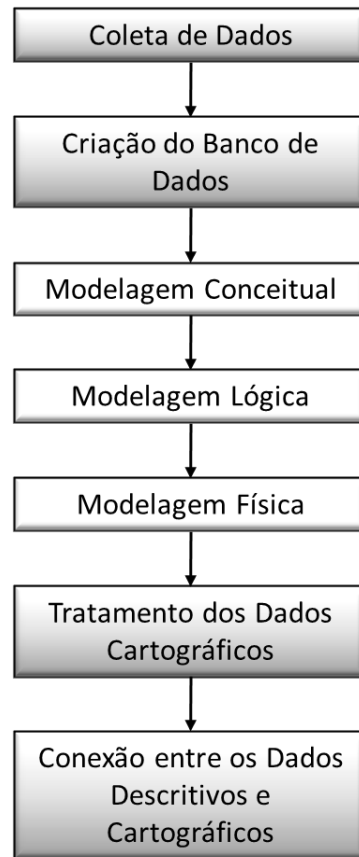 Coleta de Dados
Criação do Banco de
Dados
Modelagem Conceitual
Modelagem Lógica
Modelagem Física
Tratamento dos Dados
Cartográficos
Conexão entre os Dados
Descritivos e
Cartográficos